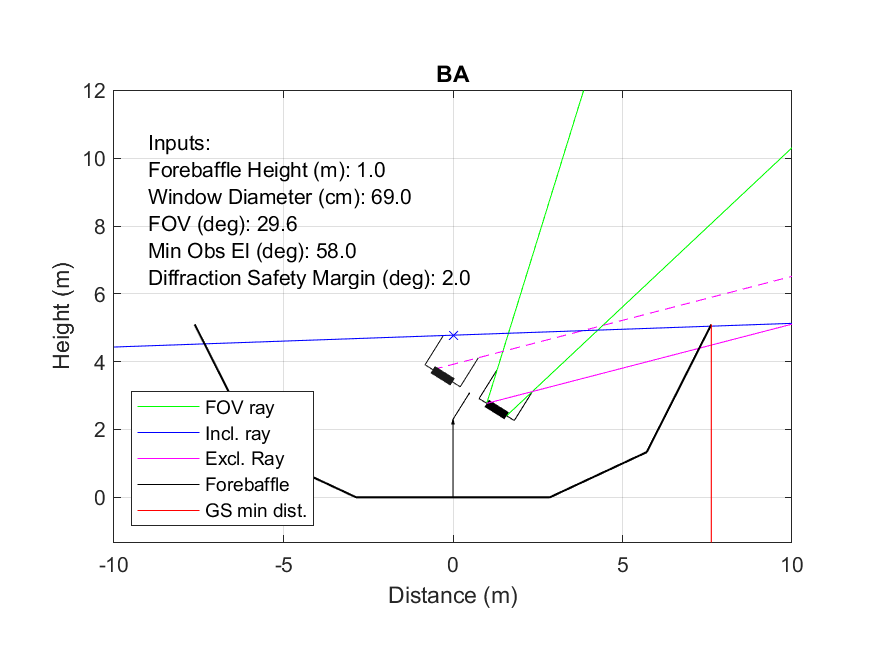 BA
12
10
8
6
4
2
0
Height (m)
Inputs:
Forebaffle Height (m): 1.0
Window Diameter (cm): 69.0
FOV (deg): 29.6
Min Obs El (deg): 58.0
Diffraction Safety Margin (deg): 2.0
FOV ray
Incl. ray
Excl. Ray
Forebaffle
GS min dist.
-10
-5
0
5
10
Distance (m)